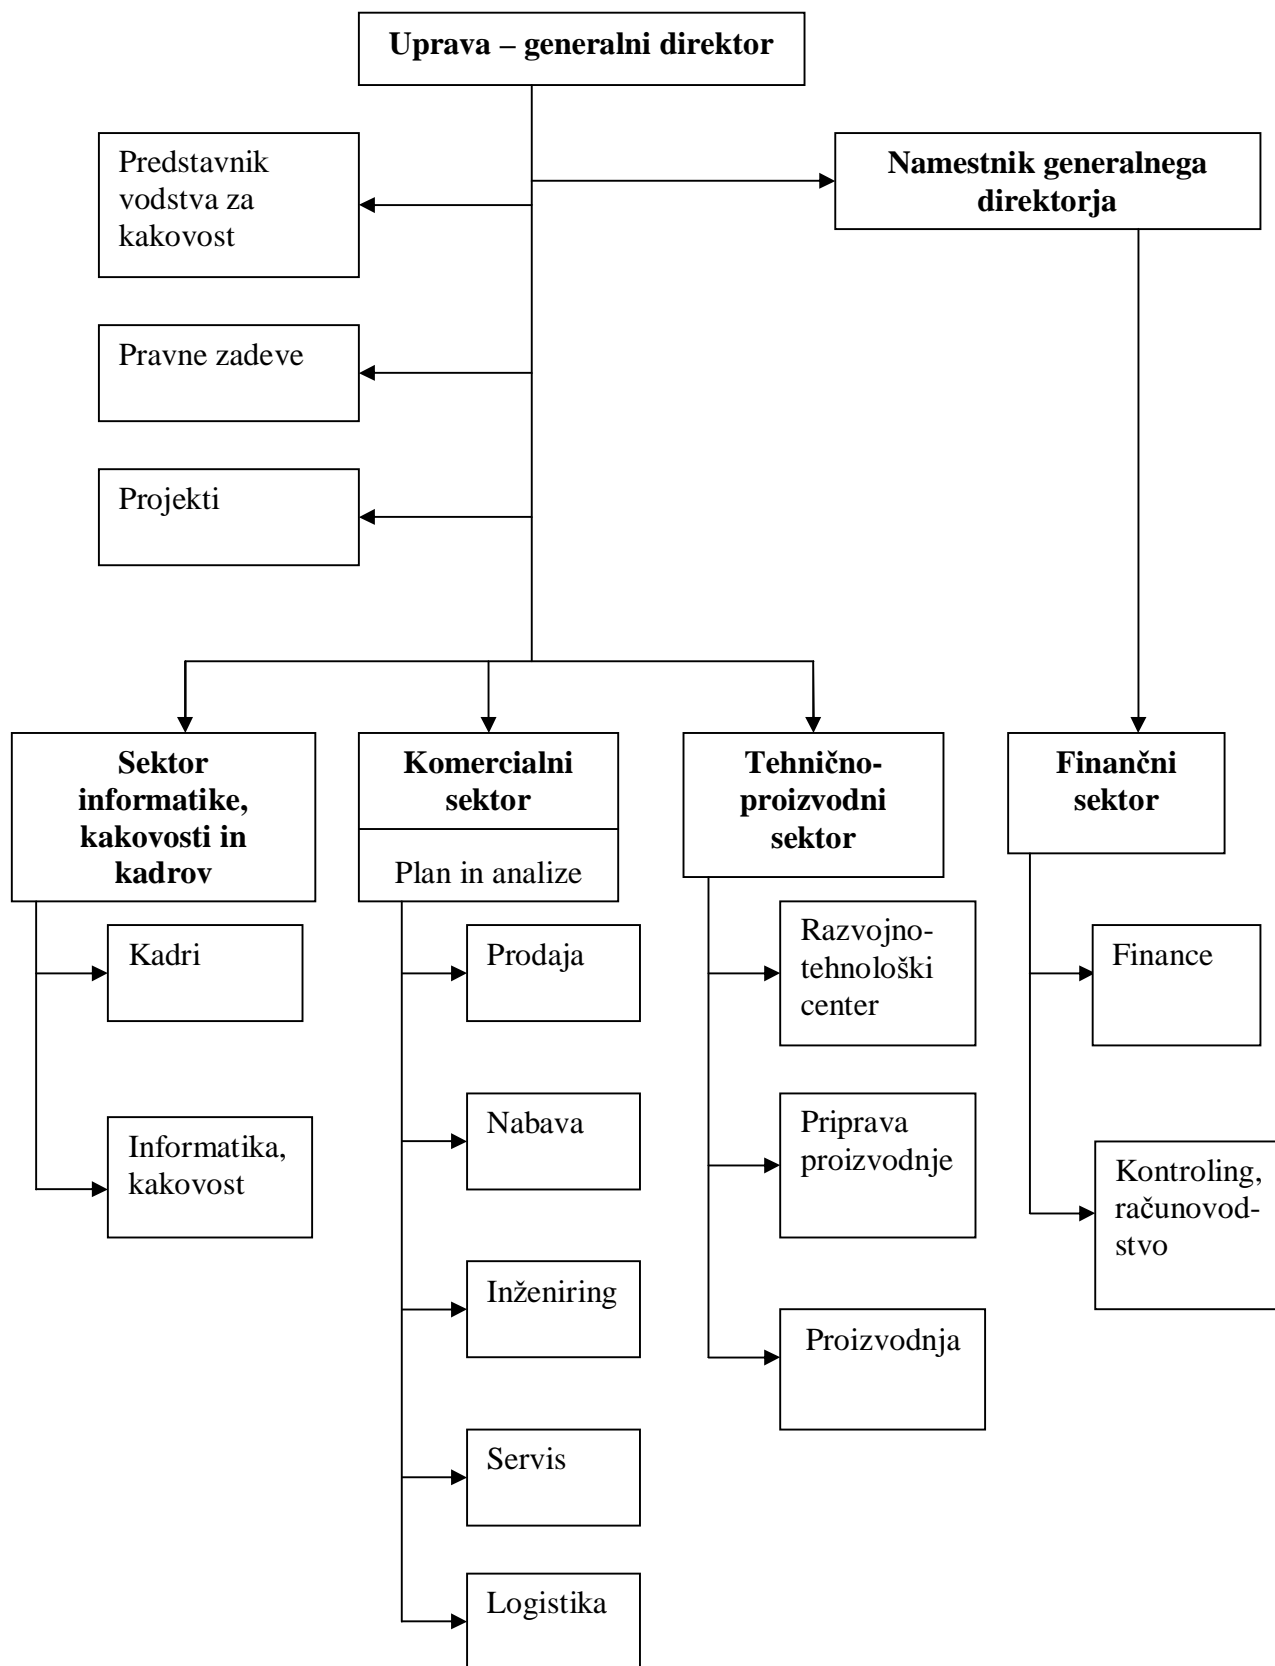 Uprava – generalni direktor
Predstavnik
vodstva za
kakovost
Namestnik generalnega
direktorja
Pravne zadeve
Projekti
Sektor
informatike,
kakovosti in
kadrov
Komercialni
sektor
Plan in analize
Tehnično-
proizvodni
sektor
Finančni
sektor
Kadri
Informatika,
kakovost
Prodaja
Nabava
Inženiring
Servis
Logistika
Razvojno-
tehnološki
center
Priprava
proizvodnje
Proizvodnja
Finance
Kontroling,
računovod-
stvo